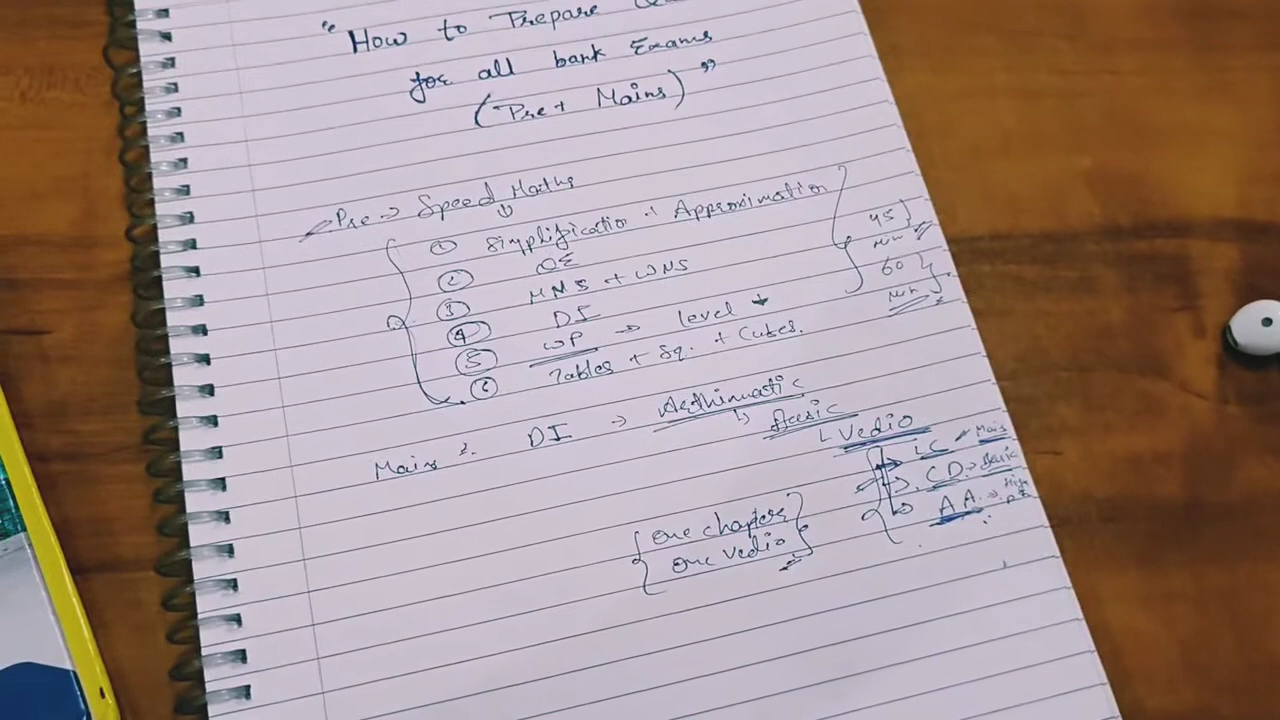 "How to Prepare
for all bank Exams
(Pre+ Mains)"
Pre → Speed Maths
① Simplification + Approximation
② QE
③ MNS + WNS
④ DI
⑤ WP → level
⑥ Tables + Sq. + Cubes.
45
Min
60
Min
Mains : DI → Arethimatic
↳ Basic
Vedio
LC
CD → Basic
AA →
one chapter
one vedio